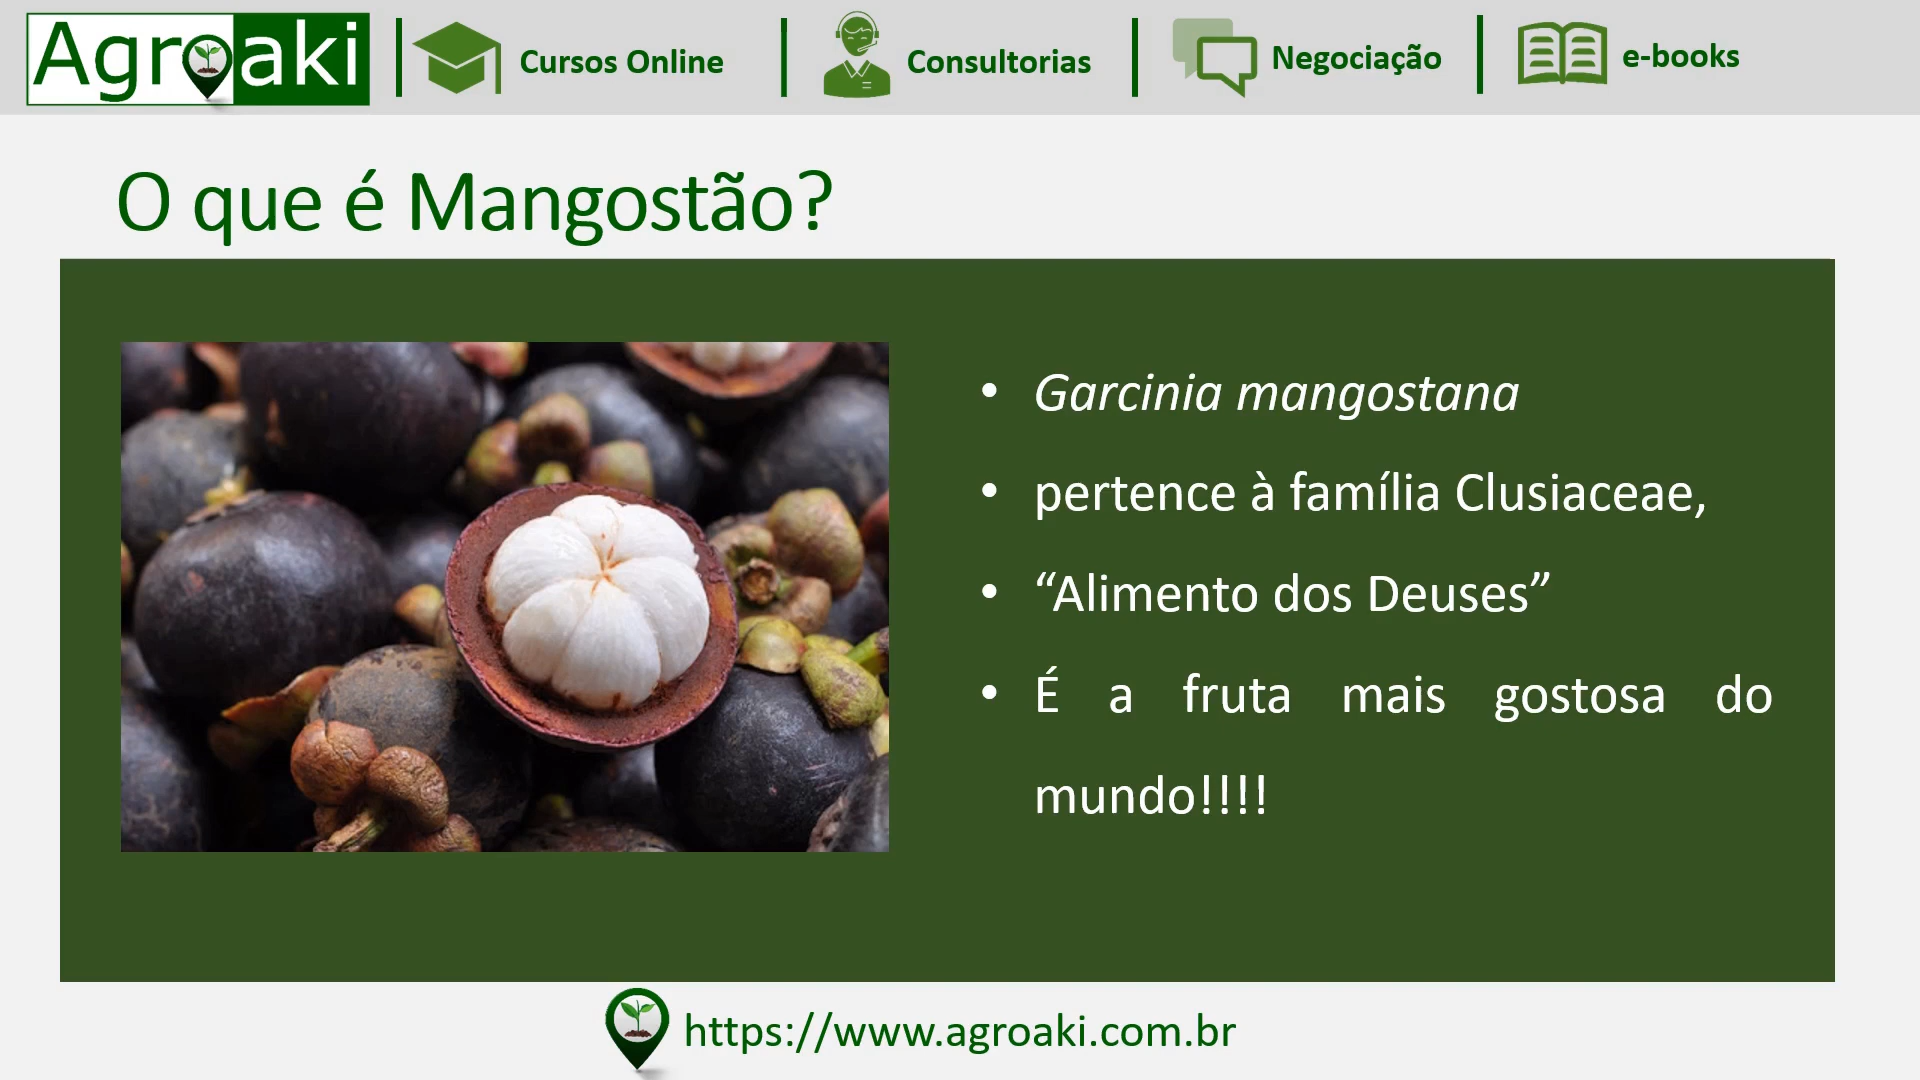 Agroaki
Cursos Online
Consultorias
Negociação
e-books
O que é Mangostão?
• Garcinia mangostana
• pertence à família Clusiaceae,
• “Alimento dos Deuses”
• É a fruta mais gostosa do
mundo!!!!
https://www.agroaki.com.br